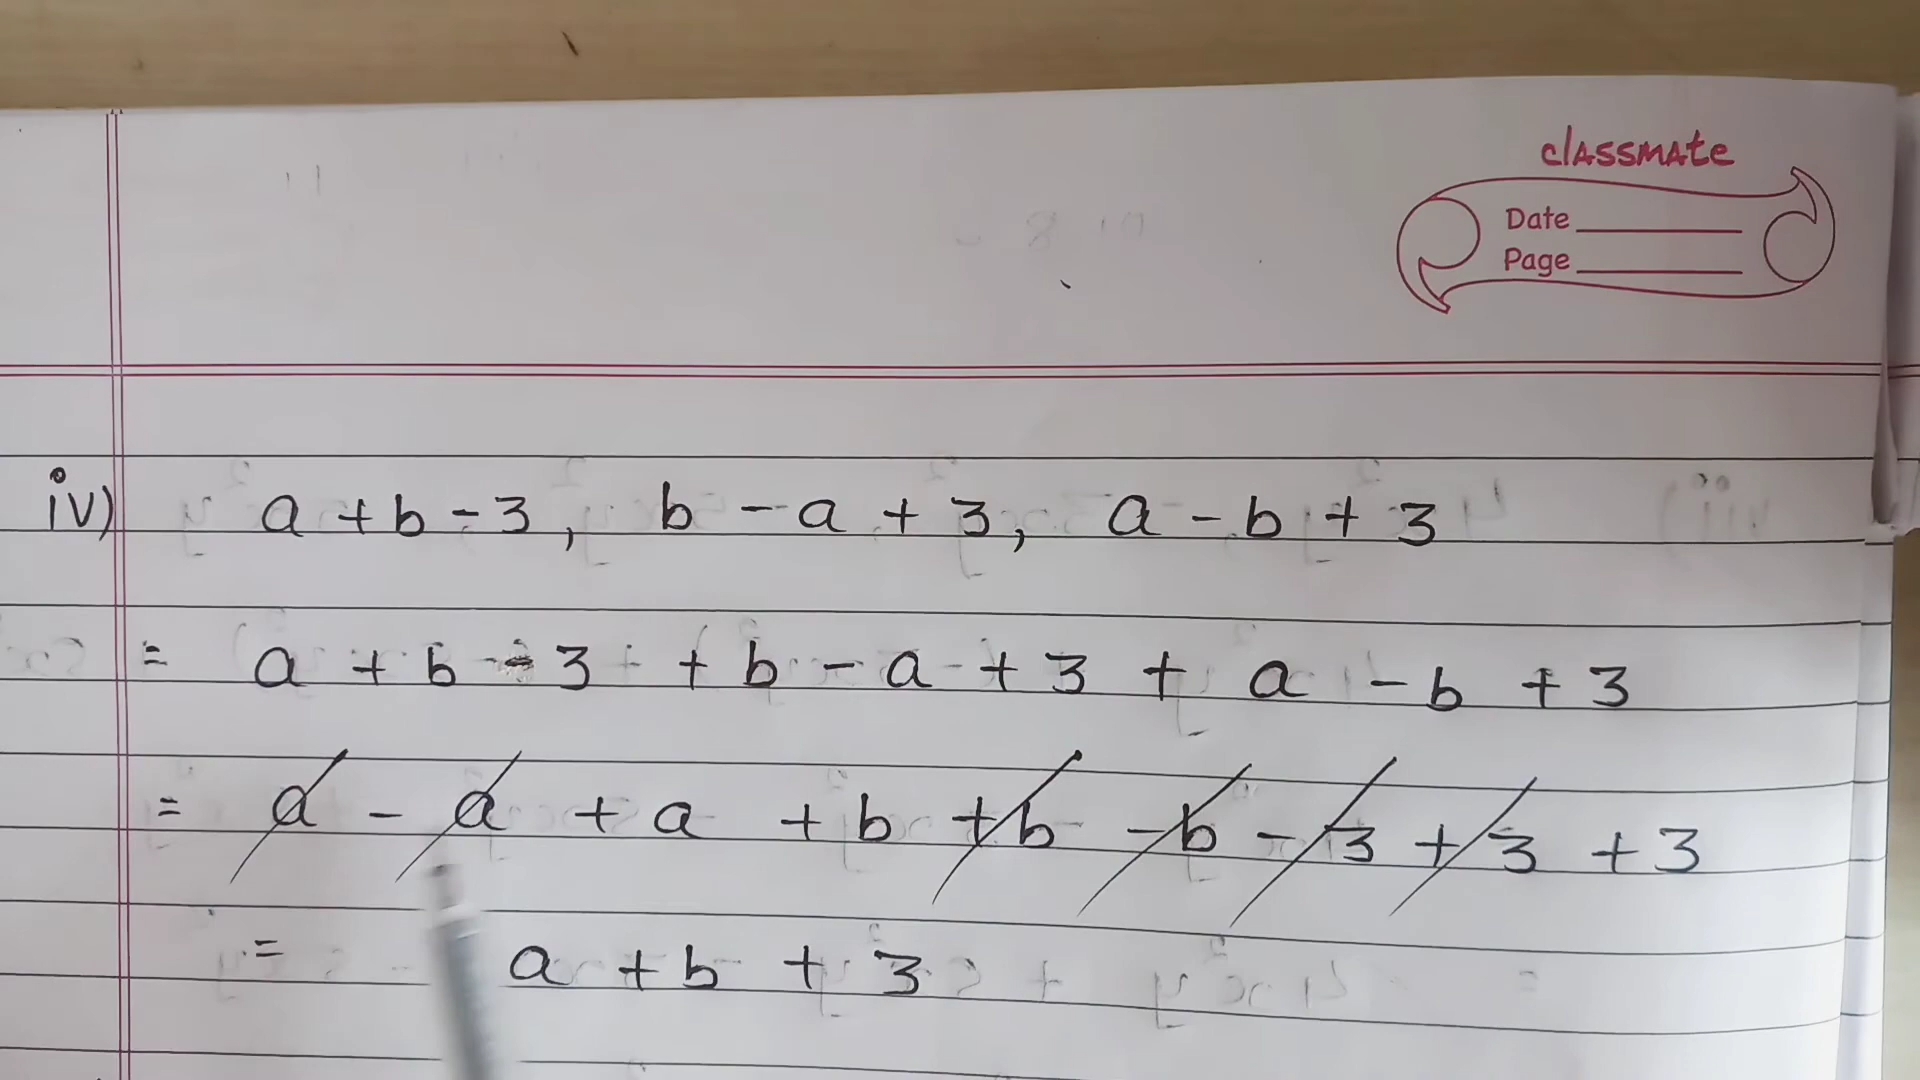 classmate
Date
Page
iv) a + b - 3, b - a + 3, a - b + 3
= a + b - 3 + b - a + 3 + a - b + 3
= a - a + a + b + b - b - 3 + 3 + 3
= a + b + 3